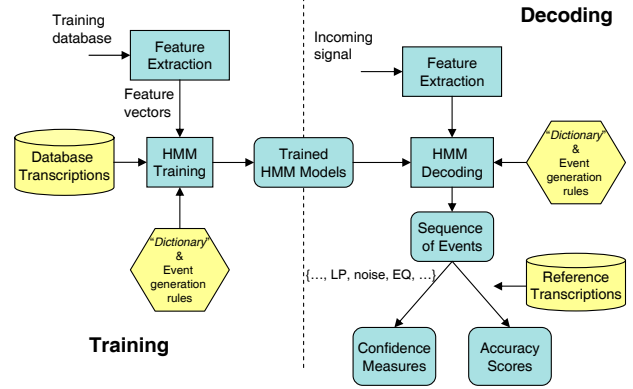 Training
database
Feature
Extraction
Feature
vectors
Database
Transcriptions
HMM
Training
Trained
HMM Models
"Dictionary"
&
Event
generation
rules
Training
Decoding
Incoming
signal
Feature
Extraction
HMM
Decoding
"Dictionary"
&
Event
generation
rules
Sequence
of Events
{…, LP, noise, EQ, …}
Reference
Transcriptions
Confidence
Measures
Accuracy
Scores